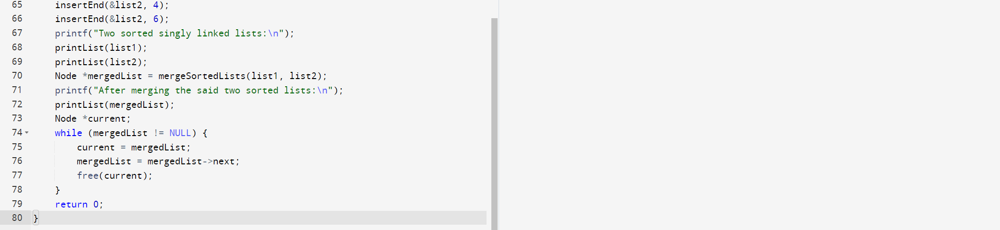 65 insertEnd(&list2, 4);
66 insertEnd(&list2, 6);
67 printf("Two sorted singly linked lists:\n");
68 printList(list1);
69 printList(list2);
70 Node *mergedList = mergeSortedLists(list1, list2);
71 printf("After merging the said two sorted lists:\n");
72 printList(mergedList);
73 Node *current;
74 while (mergedList != NULL) {
75 current = mergedList;
76 mergedList = mergedList->next;
77 free(current);
78 }
79 return 0;
80 }